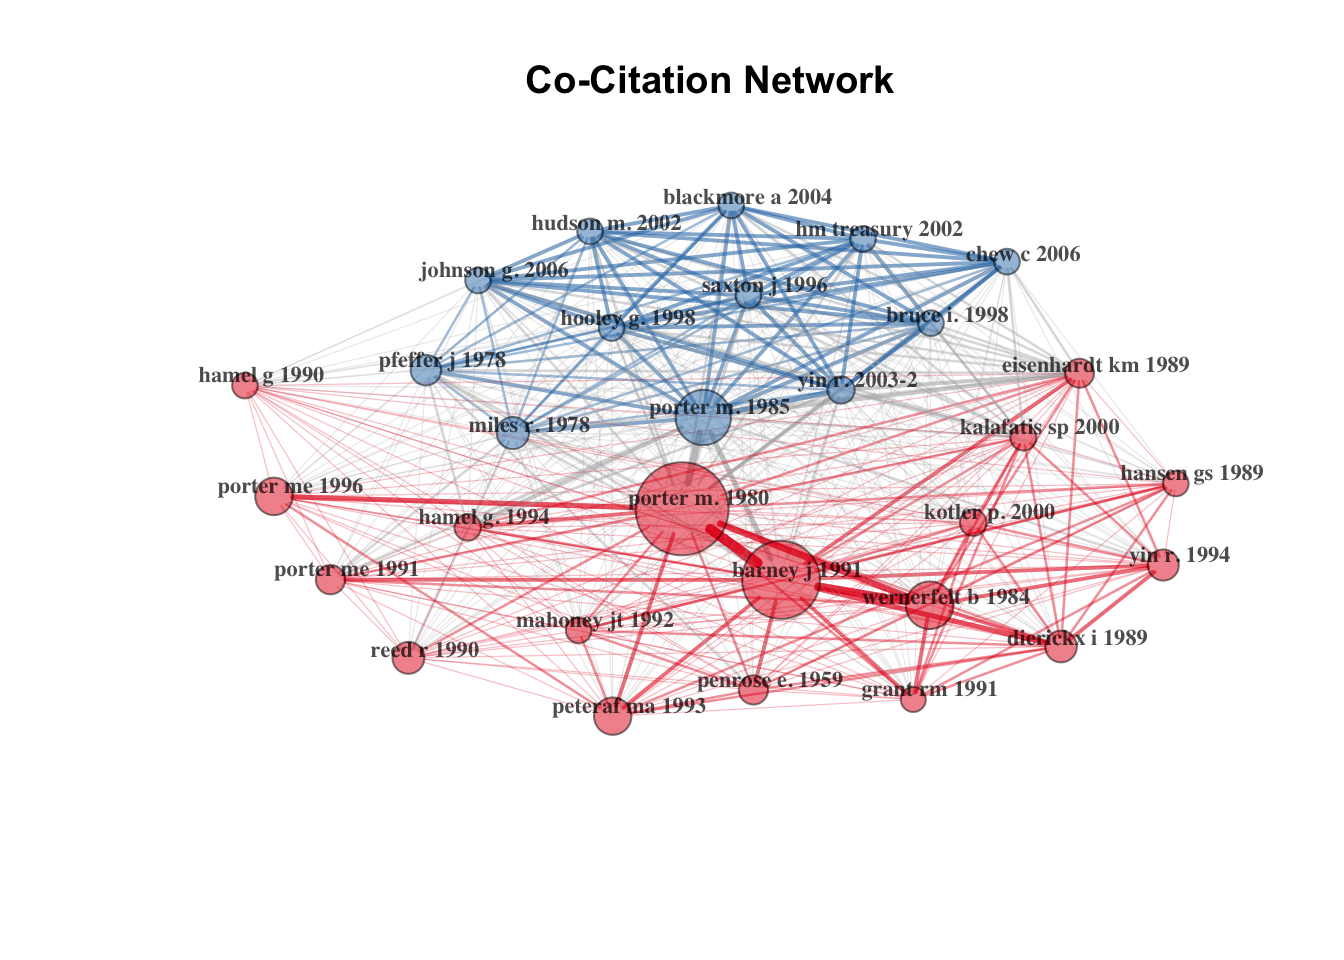 Co-Citation Network
blackmore a 2004
hudson m. 2002
hm treasury 2002
chew c 2006
johnson g. 2006
saxton j 1996
hooley g. 1998
bruce i. 1998
pfeffer j 1978
eisenhardt km 1989
hamel g 1990
yin r. 2003-2
porter m. 1985
miles r. 1978
kalafatis sp 2000
hansen gs 1989
porter me 1996
porter m. 1980
hamel g. 1994
kotler p. 2000
yin r. 1994
porter me 1991
barney j 1991
wernerfelt b 1984
mahoney jt 1992
dierickx i 1989
reed r 1990
penrose e. 1959
grant rm 1991
peteraf ma 1993